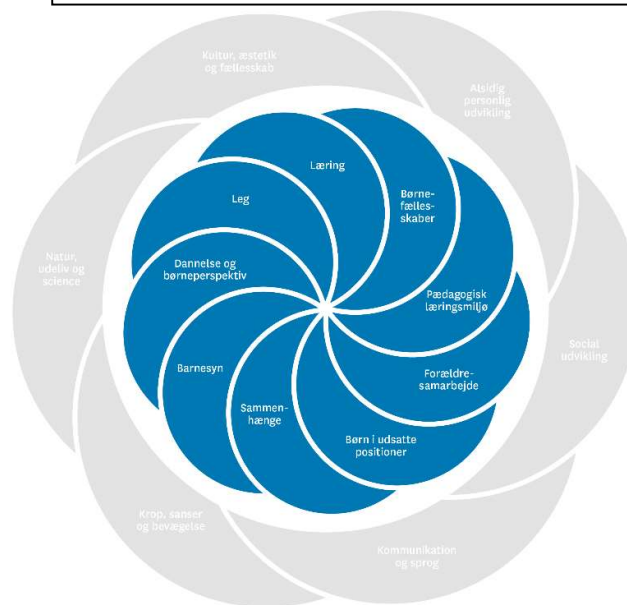 Kultur, æstetik
og fællesskab
Alsidig
personlig
udvikling
Læring
Børne-
fælles-
skaber
Leg
Natur,
udeliv og
science
Dannelse og
børneperspektiv
Pædagogisk
læringsmiljø
Social
udvikling
Barnesyn
Forældre-
samarbejde
Sammen-
hænge
Børn i udsatte
positioner
Krop, sanser
og bevægelse
Kommunikation
og sprog